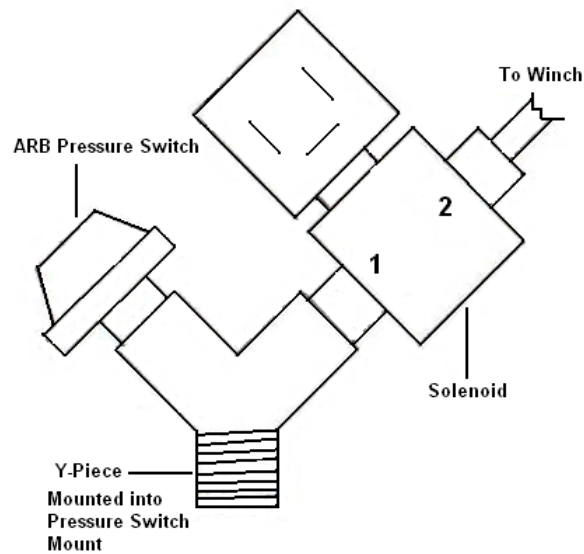 To Winch
ARB Pressure Switch
2
1
Solenoid
Y-Piece
Mounted into
Pressure Switch
Mount